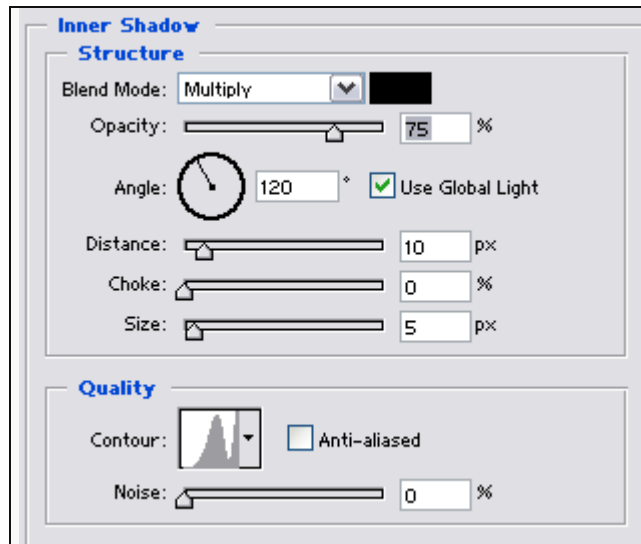 Inner Shadow
Structure
Blend Mode: Multiply
Opacity: 75 %
Angle: 120 ° Use Global Light
Distance: 10 px
Choke: 0 %
Size: 5 px
Quality
Contour: Anti-aliased
Noise: 0 %